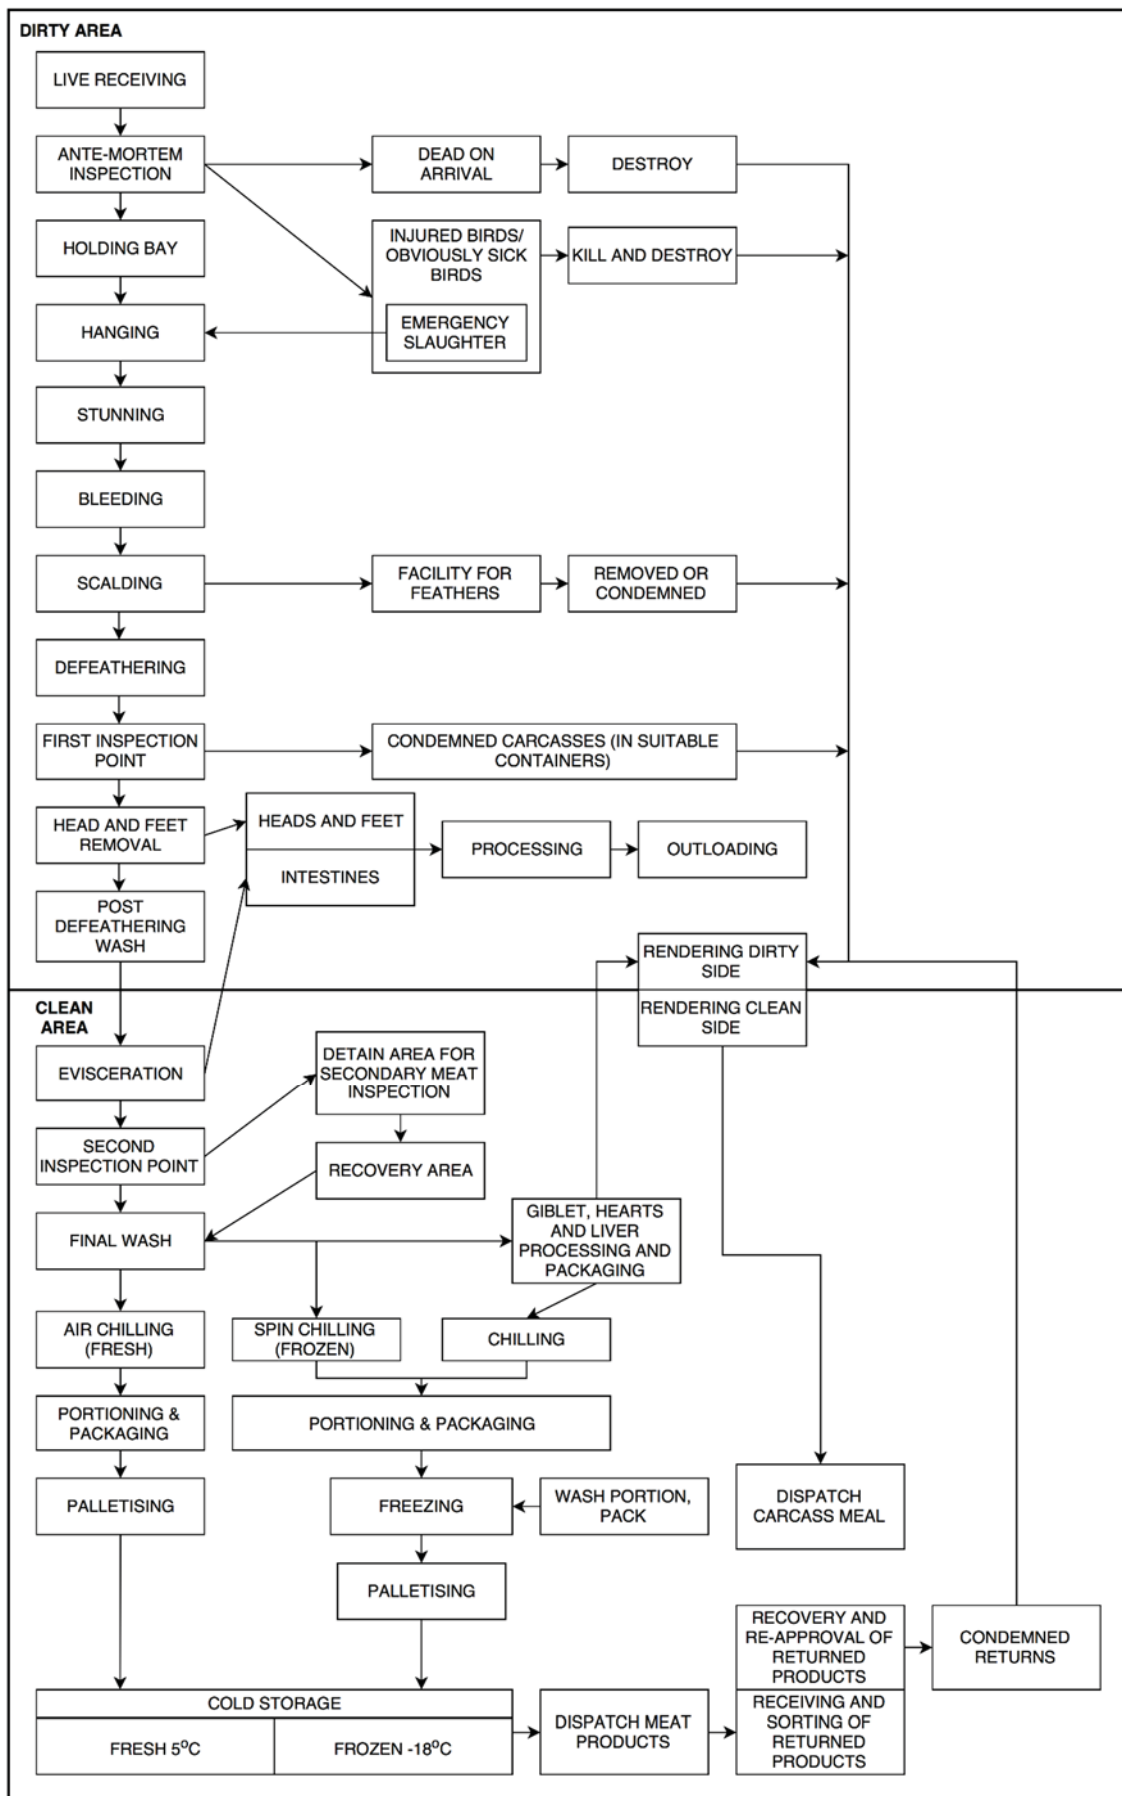 DIRTY AREA
LIVE RECEIVING
ANTE-MORTEM
INSPECTION
DEAD ON
ARRIVAL
DESTROY
HOLDING BAY
INJURED BIRDS/
OBVIOUSLY SICK
BIRDS
KILL AND DESTROY
HANGING
EMERGENCY
SLAUGHTER
STUNNING
BLEEDING
SCALDING
FACILITY FOR
FEATHERS
REMOVED OR
CONDEMNED
DEFEATHERING
FIRST INSPECTION
POINT
CONDEMNED CARCASSES (IN SUITABLE
CONTAINERS)
HEAD AND FEET
REMOVAL
HEADS AND FEET
INTESTINES
PROCESSING
OUTLOADING
POST
DEFEATHERING
WASH
RENDERING DIRTY
SIDE
RENDERING CLEAN
SIDE
CLEAN
AREA
EVISCERATION
DETAIN AREA FOR
SECONDARY MEAT
INSPECTION
SECOND
INSPECTION POINT
RECOVERY AREA
FINAL WASH
GIBLET, HEARTS
AND LIVER
PROCESSING AND
PACKAGING
AIR CHILLING
(FRESH)
SPIN CHILLING
(FROZEN)
CHILLING
PORTIONING &
PACKAGING
PORTIONING & PACKAGING
PALLETISING
FREEZING
WASH PORTION,
PACK
DISPATCH
CARCASS MEAL
PALLETISING
RECOVERY AND
RE-APPROVAL OF
RETURNED
PRODUCTS
CONDEMNED
RETURNS
COLD STORAGE
FRESH 5°C
FROZEN -18°C
DISPATCH MEAT
PRODUCTS
RECEIVING AND
SORTING OF
RETURNED
PRODUCTS